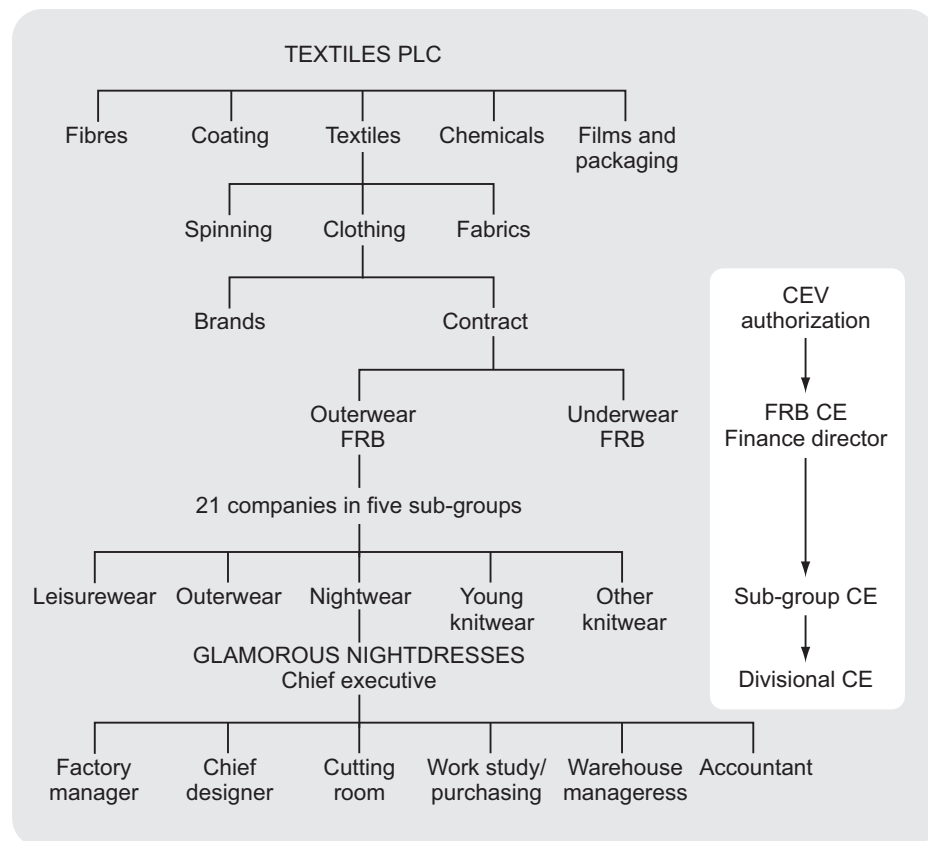 TEXTILES PLC
Fibres
Coating
Textiles
Chemicals
Films and
packaging
Spinning
Clothing
Fabrics
Brands
Contract
Outerwear
FRB
Underwear
FRB
21 companies in five sub-groups
Leisurewear
Outerwear
Nightwear
Young
knitwear
Other
knitwear
GLAMOROUS NIGHTDRESSES
Chief executive
Factory
manager
Chief
designer
Cutting
room
Work study/
purchasing
Warehouse
manageress
Accountant
CEV
authorization
FRB CE
Finance director
Sub-group CE
Divisional CE